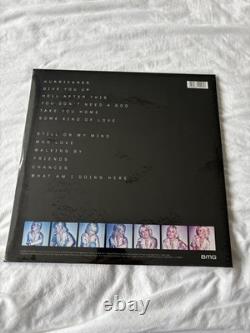 HURRICANES
GIVE YOU UP
HELL AFTER THIS
YOU DON'T NEED A GOD
TAKE YOU HOME
SOME KIND OF LOVE
STILL ON MY MIND
MAD LOVE
WALKING BY
FRIENDS
CHANCES
WHAT AM I DOING HERE
BMG